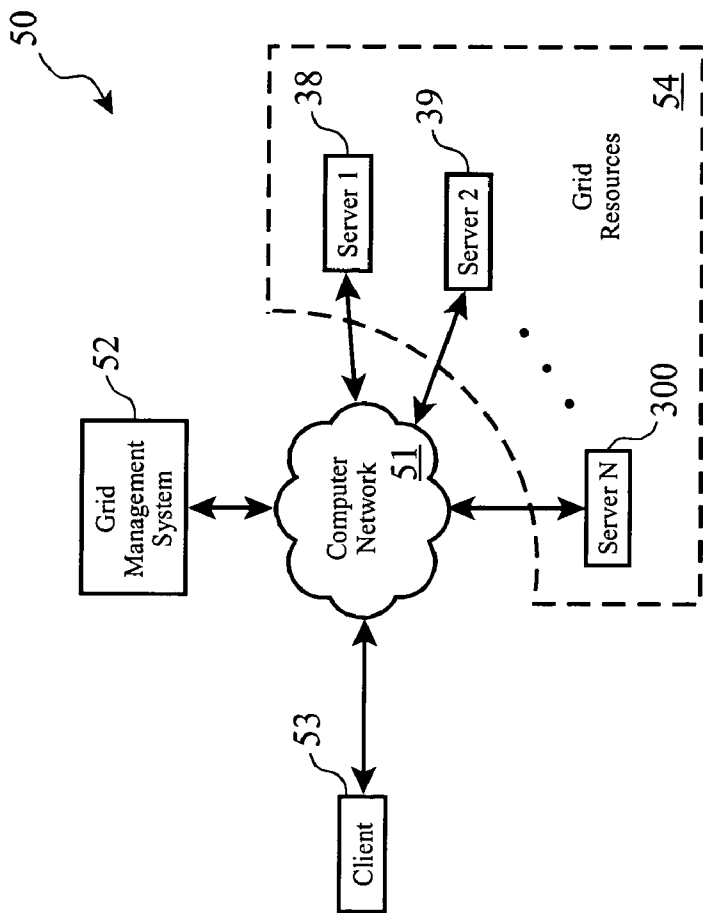 50
52
Grid
Management
System
38
Server 1
39
Server 2
Computer
Network
51
53
Client
Grid
Resources
54
300
Server N